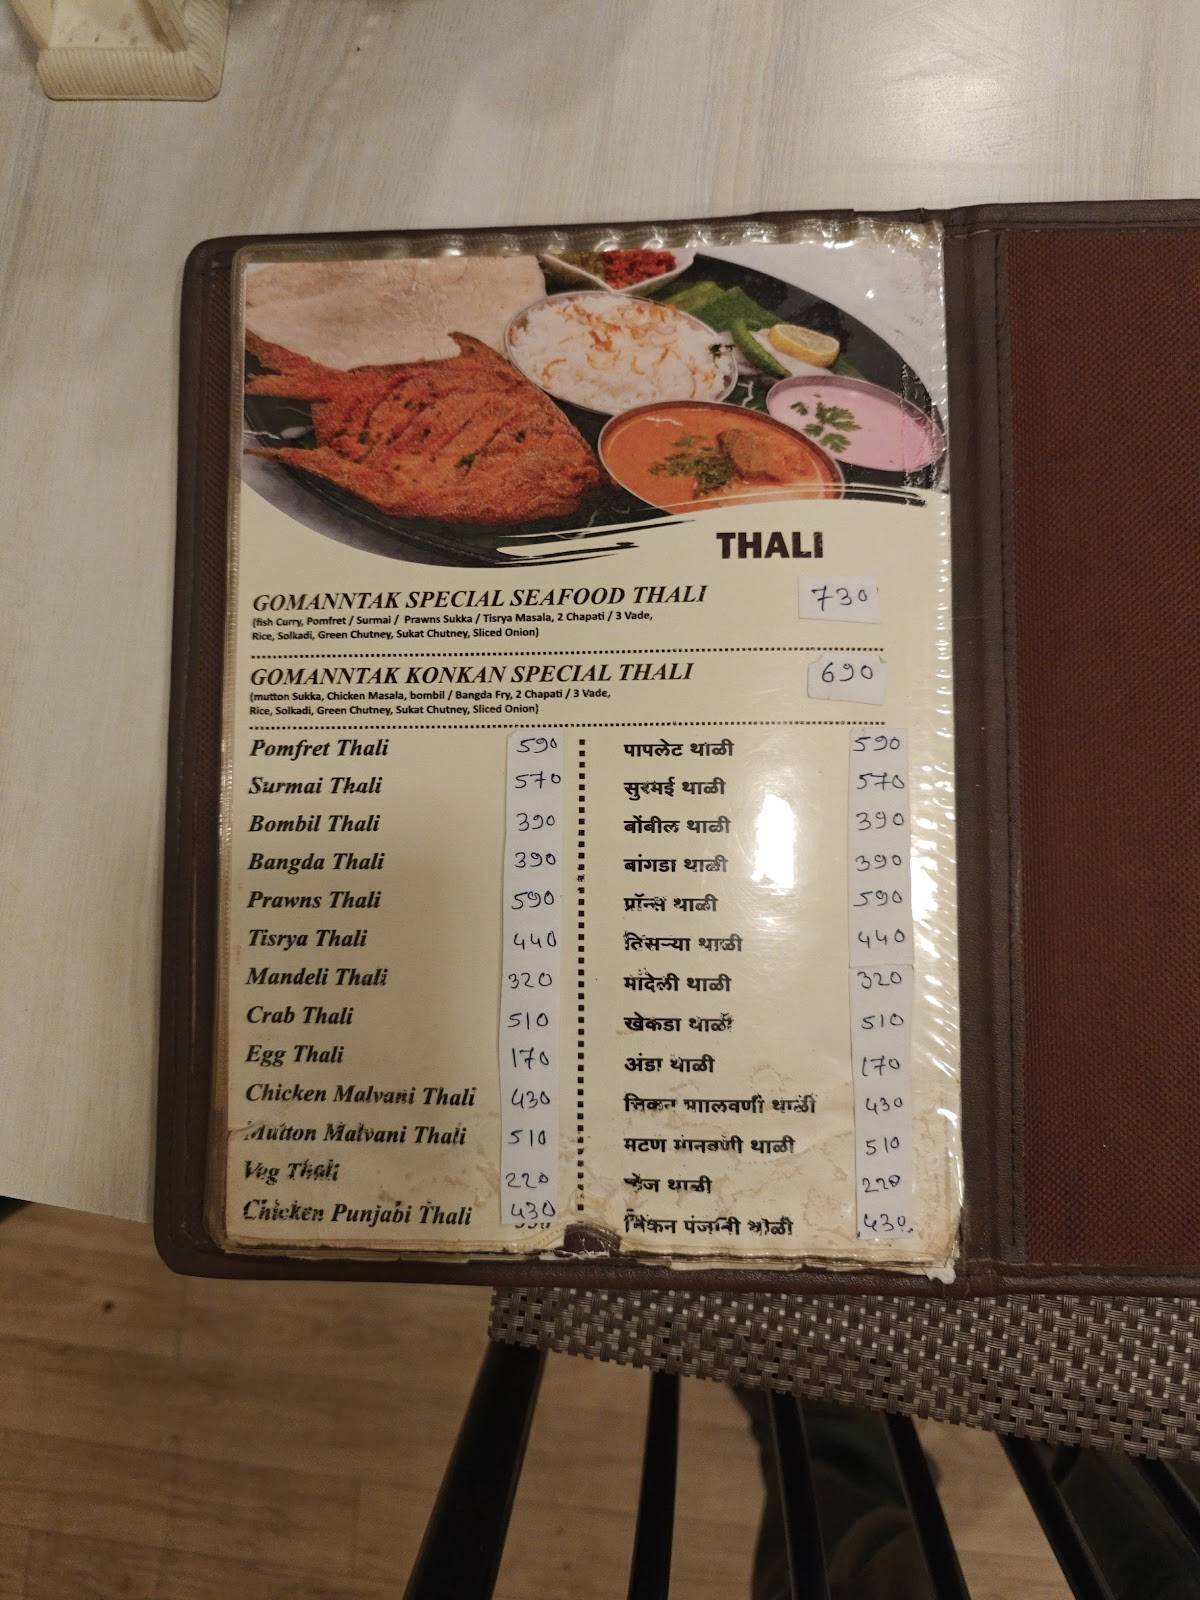 THALI
GOMANNTAK SPECIAL SEAFOOD THALI 730
(fish Curry, Pomfret / Surmai / Prawns Sukka / Tisrya Masala, 2 Chapati / 3 Vade,
Rice, Solkadi, Green Chutney, Sukat Chutney, Sliced Onion)
GOMANNTAK KONKAN SPECIAL THALI 690
(mutton Sukka, Chicken Masala, bombil / Bangda Fry, 2 Chapati / 3 Vade,
Rice, Solkadi, Green Chutney, Sukat Chutney, Sliced Onion)
Pomfret Thali 590
Surmai Thali 570
Bombil Thali 390
Bangda Thali 390
Prawns Thali 590
Tisrya Thali 440
Mandeli Thali 320
Crab Thali 510
Egg Thali 170
Chicken Malvani Thali 430
Mutton Malvani Thali 510
Veg Thali 220
Chicken Punjabi Thali 430
पापलेट थाळी 590
सुरमई थाळी 570
बोंबील थाळी 390
बांगडा थाळी 390
प्रॉन्स थाळी 590
तिसऱ्या थाळी 440
मांदेली थाळी 320
खेकडा थाळी 510
अंडा थाळी 170
चिकन मालवणी थाळी 430
मटण मालवणी थाळी 510
व्हेज थाळी 220
चिकन पंजाबी थाळी 430